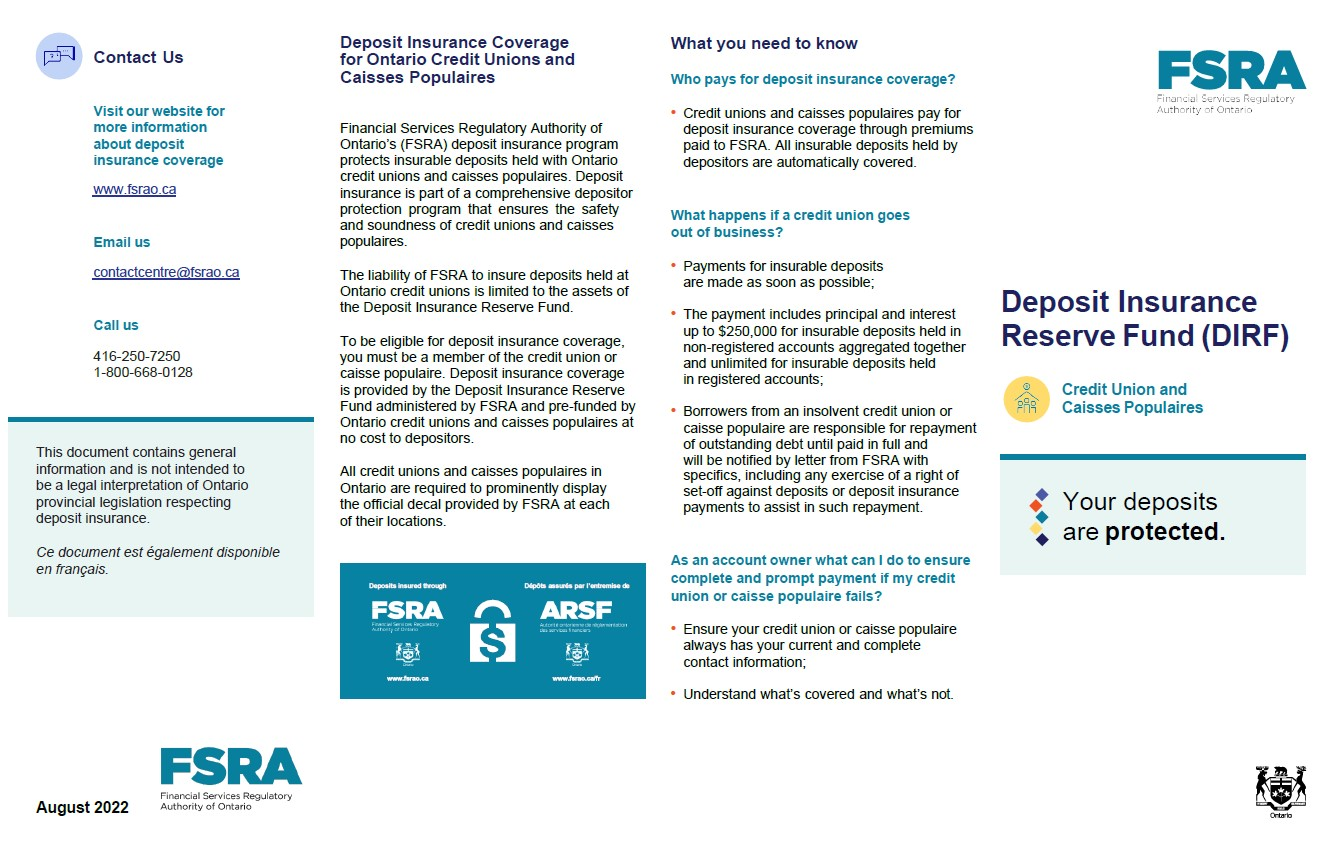 Contact Us
Visit our website for
more information
about deposit
insurance coverage
www.fsrao.ca
Email us
contactcentre@fsrao.ca
Call us
416-250-7250
1-800-668-0128
This document contains general
information and is not intended to
be a legal interpretation of Ontario
provincial legislation respecting
deposit insurance.
Ce document est également disponible
en français.
August 2022
FSRA
Financial Services Regulatory
Authority of Ontario
Deposit Insurance Coverage
for Ontario Credit Unions and
Caisses Populaires
Financial Services Regulatory Authority of
Ontario’s (FSRA) deposit insurance program
protects insurable deposits held with Ontario
credit unions and caisses populaires. Deposit
insurance is part of a comprehensive depositor
protection program that ensures the safety
and soundness of credit unions and caisses
populaires.
The liability of FSRA to insure deposits held at
Ontario credit unions is limited to the assets of
the Deposit Insurance Reserve Fund.
To be eligible for deposit insurance coverage,
you must be a member of the credit union or
caisse populaire. Deposit insurance coverage
is provided by the Deposit Insurance Reserve
Fund administered by FSRA and pre-funded by
Ontario credit unions and caisses populaires at
no cost to depositors.
All credit unions and caisses populaires in
Ontario are required to prominently display
the official decal provided by FSRA at each
of their locations.
Deposits insured through
FSRA
Financial Services Regulatory
Authority of Ontario
Ontario
www.fsrao.ca
$
Dépôts assurés par l’entremise de
ARSF
Autorité ontarienne de réglementation
des services financiers
Ontario
www.fsrao.ca/fr
What you need to know
Who pays for deposit insurance coverage?
• Credit unions and caisses populaires pay for
deposit insurance coverage through premiums
paid to FSRA. All insurable deposits held by
depositors are automatically covered.
What happens if a credit union goes
out of business?
• Payments for insurable deposits
are made as soon as possible;
• The payment includes principal and interest
up to $250,000 for insurable deposits held in
non-registered accounts aggregated together
and unlimited for insurable deposits held
in registered accounts;
• Borrowers from an insolvent credit union or
caisse populaire are responsible for repayment
of outstanding debt until paid in full and
will be notified by letter from FSRA with
specifics, including any exercise of a right of
set-off against deposits or deposit insurance
payments to assist in such repayment.
As an account owner what can I do to ensure
complete and prompt payment if my credit
union or caisse populaire fails?
• Ensure your credit union or caisse populaire
always has your current and complete
contact information;
• Understand what’s covered and what’s not.
FSRA
Financial Services Regulatory
Authority of Ontario
Deposit Insurance
Reserve Fund (DIRF)
Credit Union and
Caisses Populaires
Your deposits
are protected.
Ontario